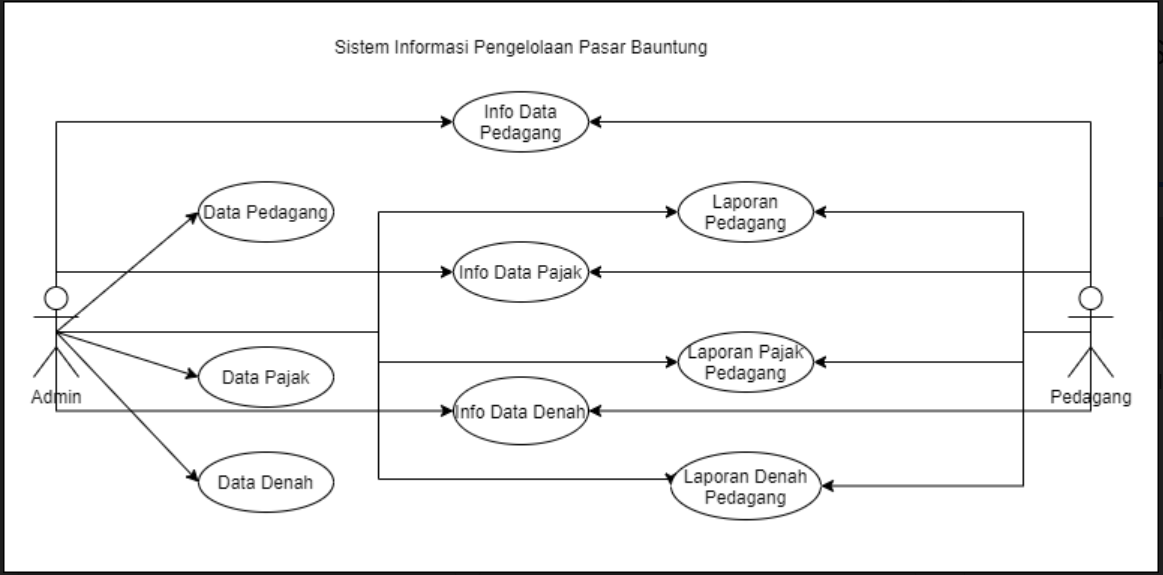 Sistem Informasi Pengelolaan Pasar Bauntung
Info Data
Pedagang
Data Pedagang
Laporan
Pedagang
Info Data Pajak
Laporan Pajak
Pedagang
Data Pajak
Admin
Pedagang
Info Data Denah
Data Denah
Laporan Denah
Pedagang